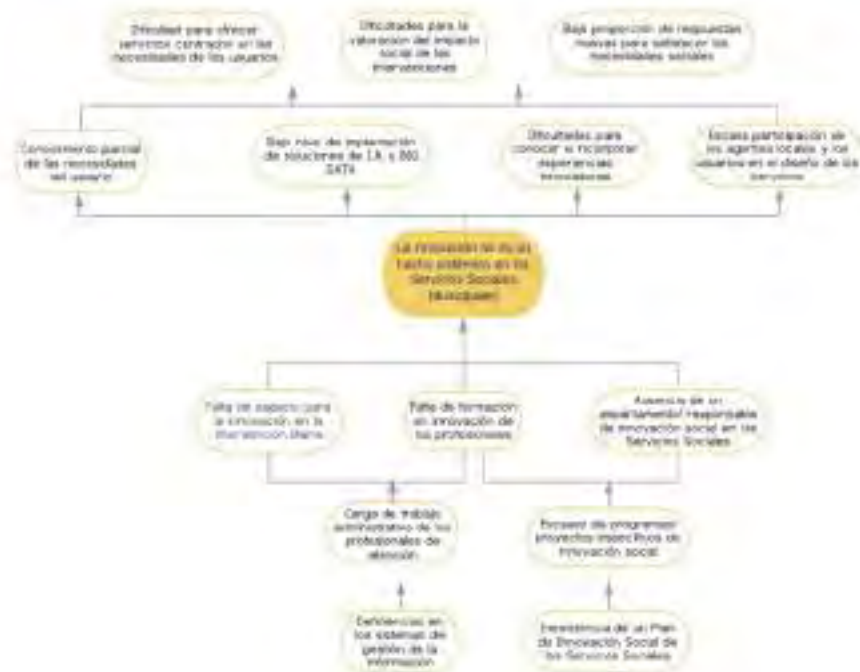 Dificultad para ofrecer
servicios centrados en las
necesidades de los usuarios
Dificultades para la
valoración del impacto
social de las
intervenciones
Baja proporción de respuestas
nuevas para satisfacer las
necesidades sociales
Conocimiento parcial
de las necesidades
del usuario
Bajo nivel de implantación
de soluciones de I.A. y BIG
DATA
Dificultades para
conocer e incorporar
experiencias
innovadoras
Escasa participación de
los agentes locales y los
usuarios en el diseño de los
servicios
La innovación no es un
hecho sistémico en los
Servicios Sociales
Municipales
Falta de espacio para
la innovación en la
intervención diaria
Falta de formación
en innovación de
los profesionales
Ausencia de un
departamento responsable
de innovación social en los
Servicios Sociales
Carga de trabajo
administrativo de los
profesionales de
atención
Escasez de programas
proyectos específicos de
innovación social
Deficiencias en
los sistemas de
gestión de la
información
Inexistencia de un Plan
de Innovación Social de
los Servicios Sociales